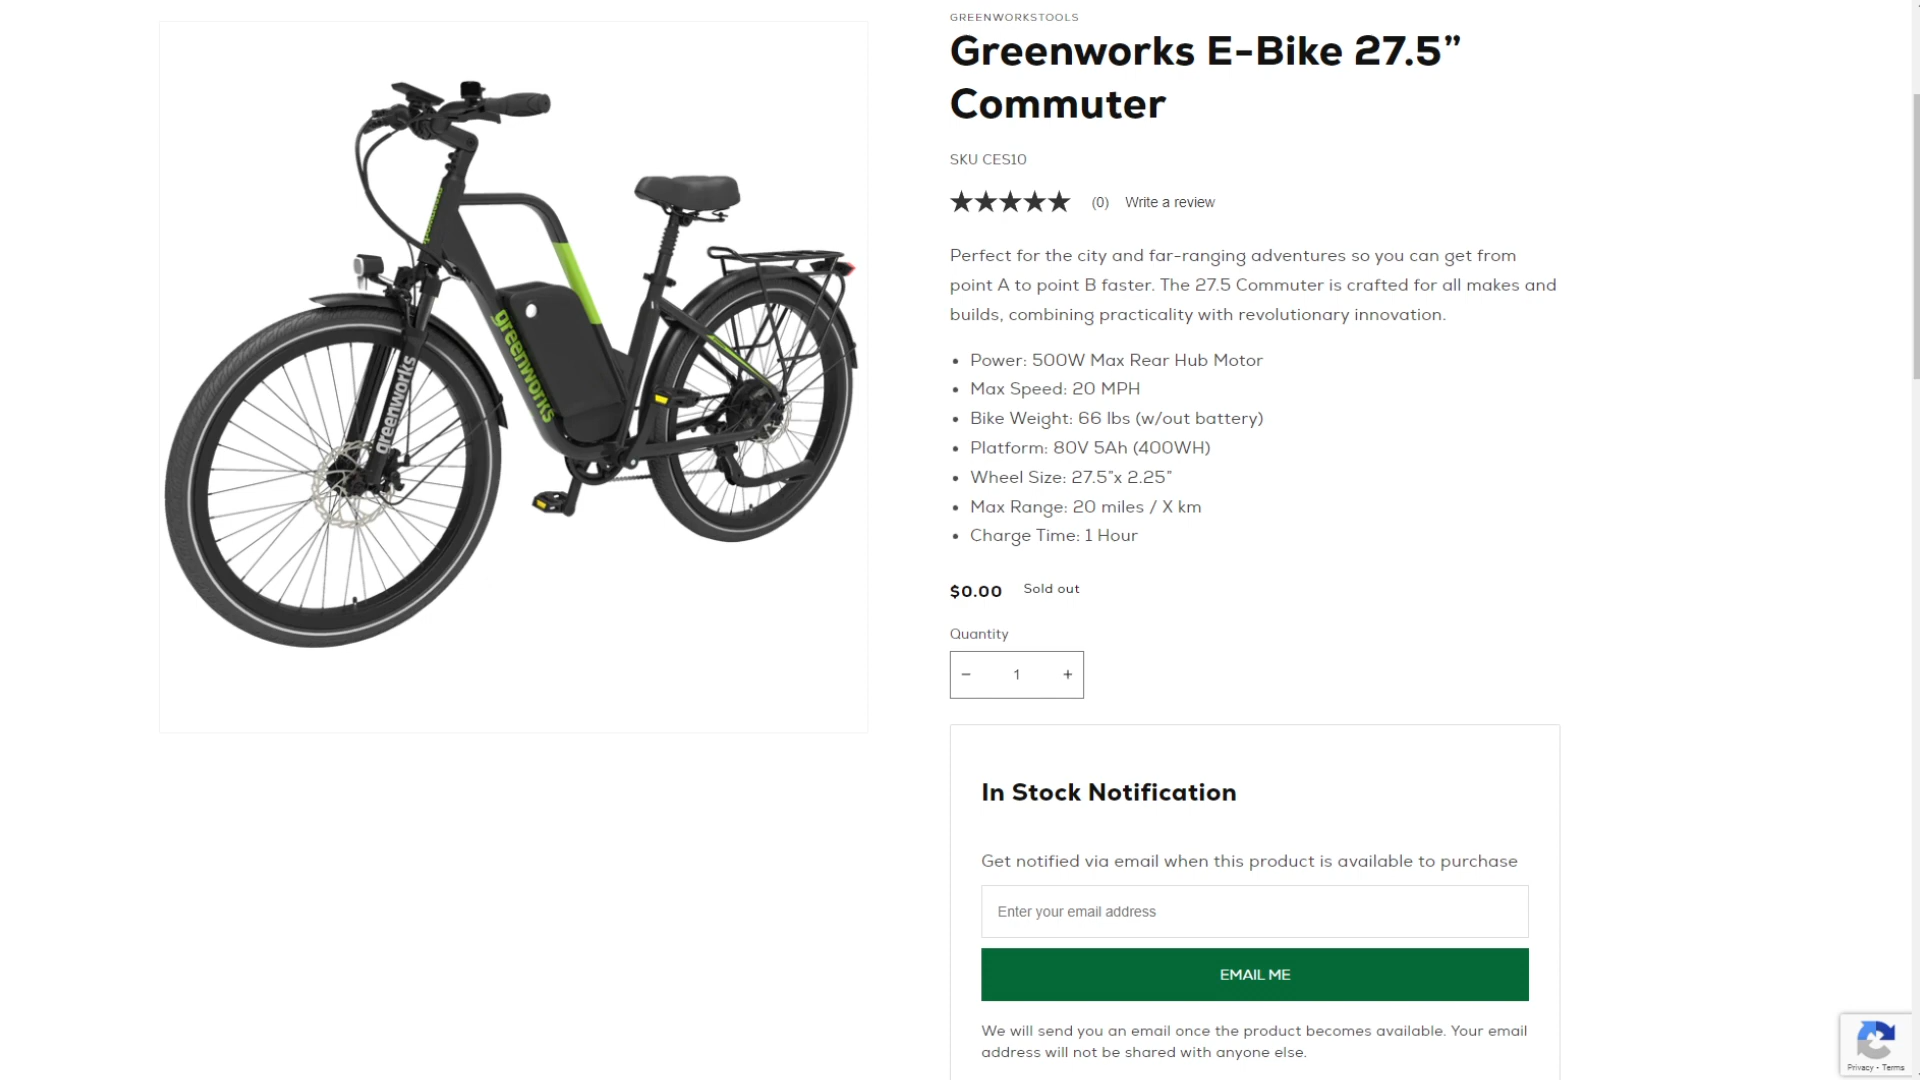 GREENWORKSTOOLS
Greenworks E-Bike 27.5”
Commuter
SKU CES10
(0) Write a review
Perfect for the city and far-ranging adventures so you can get from
point A to point B faster. The 27.5 Commuter is crafted for all makes and
builds, combining practicality with revolutionary innovation.
Power: 500W Max Rear Hub Motor
Max Speed: 20 MPH
Bike Weight: 66 lbs (w/out battery)
Platform: 80V 5Ah (400WH)
Wheel Size: 27.5”x 2.25”
Max Range: 20 miles / X km
Charge Time: 1 Hour
$0.00 Sold out
Quantity
− 1 +
In Stock Notification
Get notified via email when this product is available to purchase
Enter your email address
EMAIL ME
We will send you an email once the product becomes available. Your email
address will not be shared with anyone else.
greenworks
greenworks
Privacy - Terms